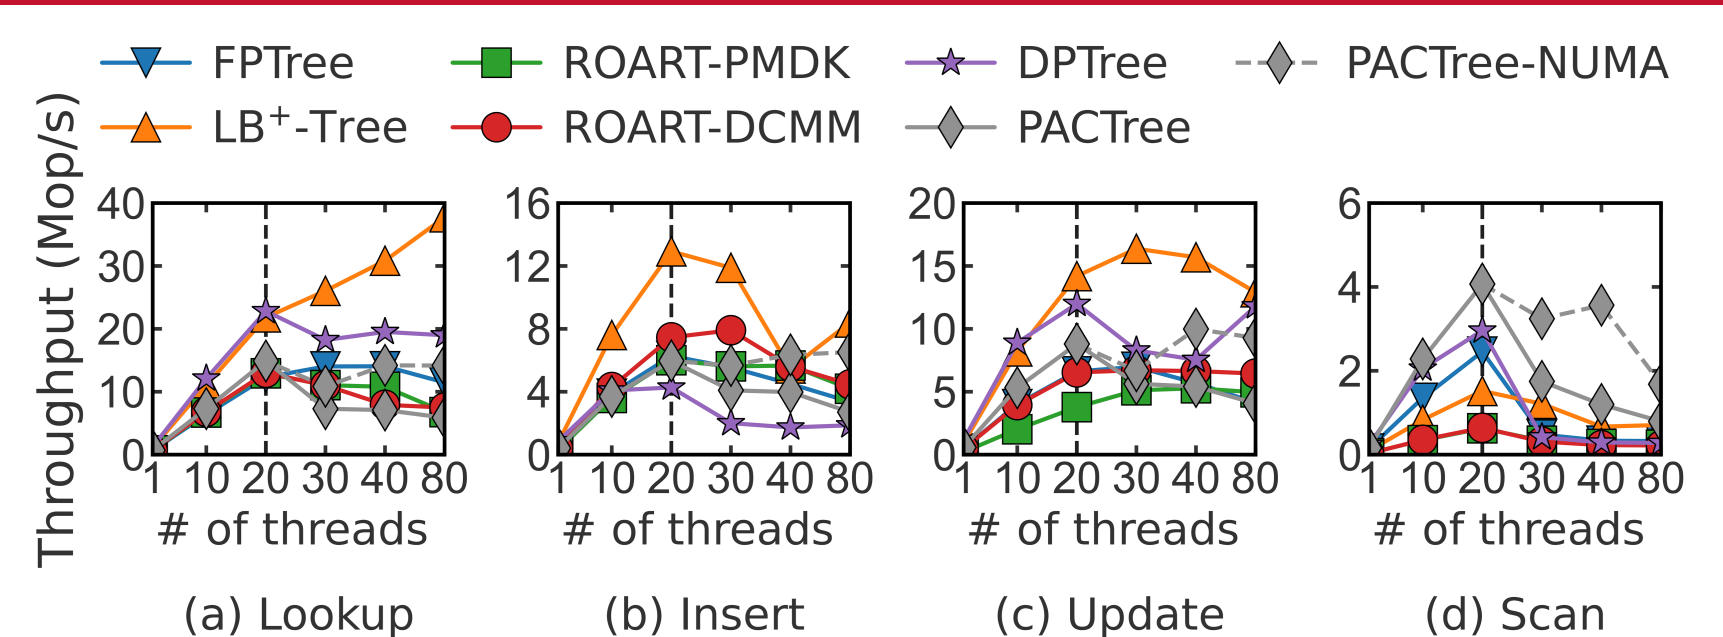 FPTree ROART-PMDK DPTree PACTree-NUMA
LB⁺-Tree ROART-DCMM PACTree
Throughput (Mop/s)
40
30
20
10
0
1 10 20 30 40 80
# of threads
(a) Lookup
16
12
8
4
0
1 10 20 30 40 80
# of threads
(b) Insert
20
15
10
5
0
1 10 20 30 40 80
# of threads
(c) Update
6
4
2
0
1 10 20 30 40 80
# of threads
(d) Scan